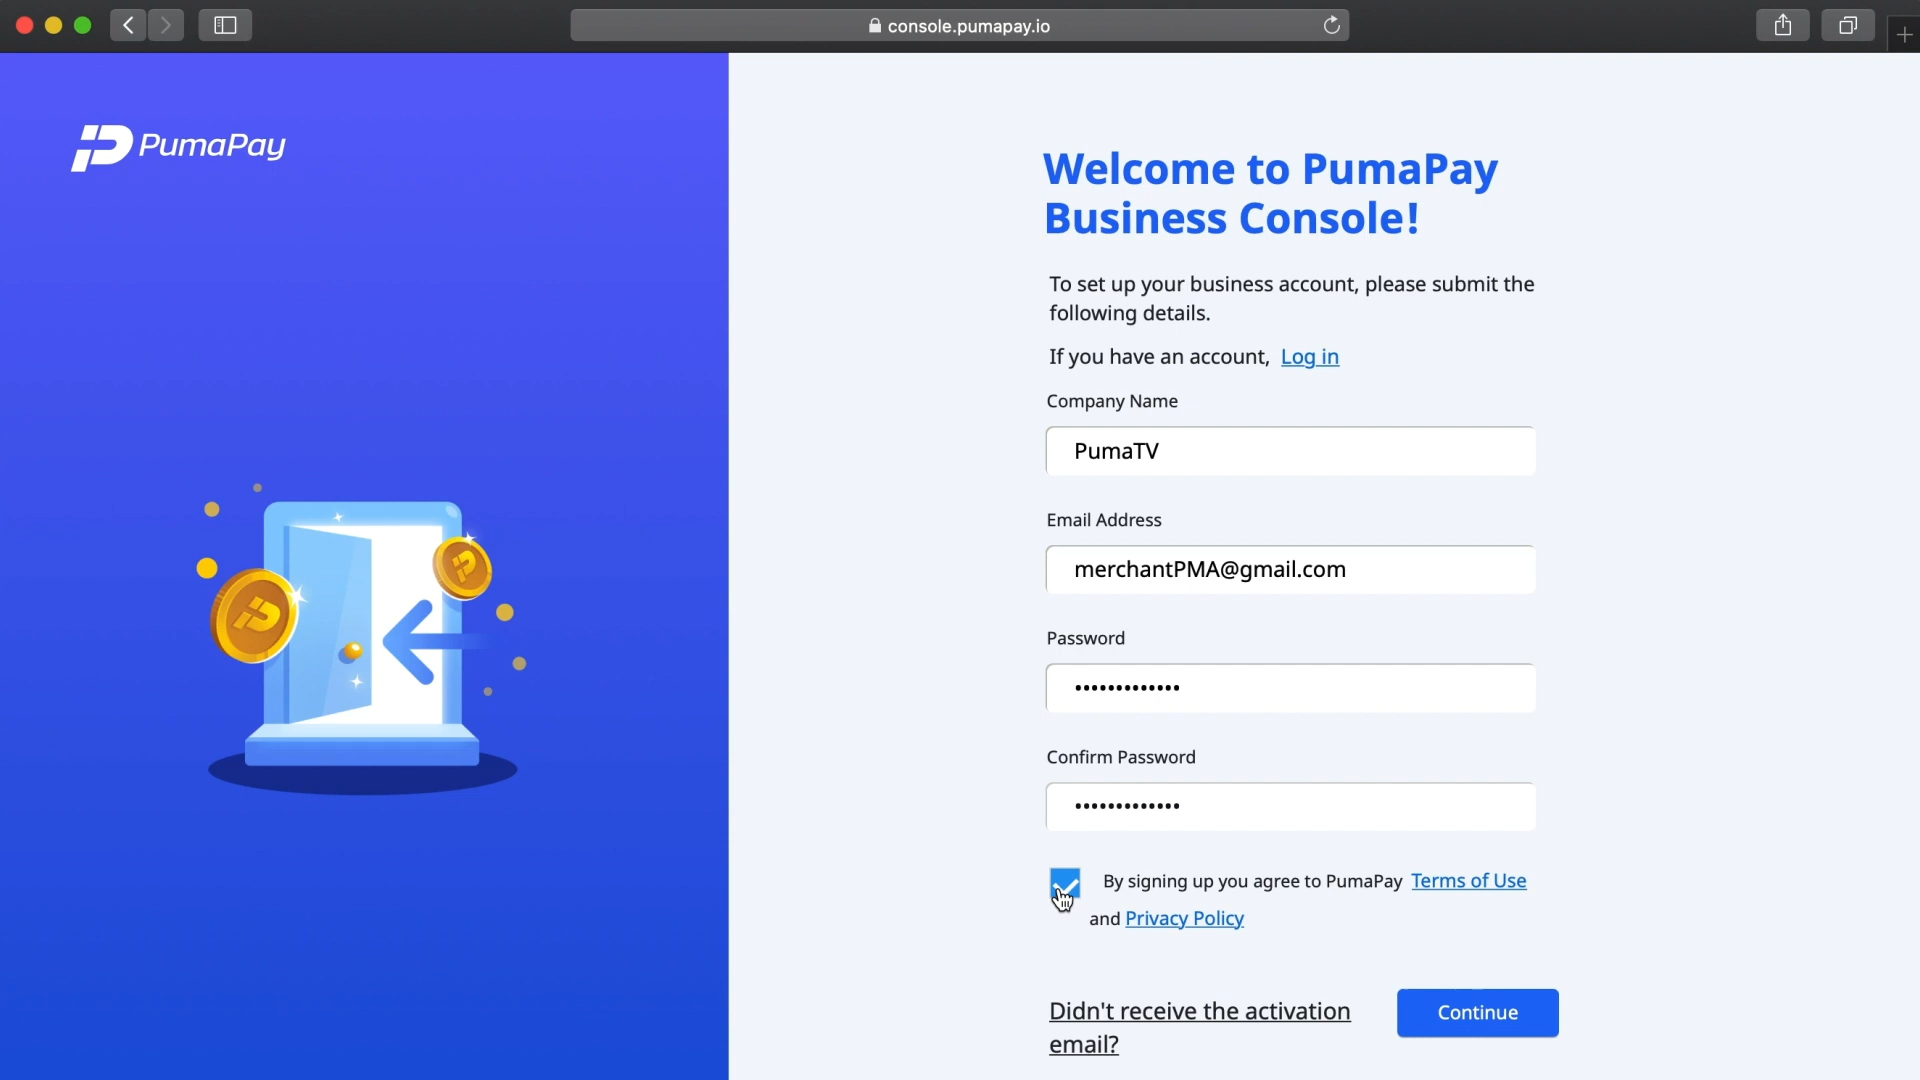 console.pumapay.io
PumaPay
Welcome to PumaPay
Business Console!
To set up your business account, please submit the
following details.
If you have an account, Log in
Company Name
PumaTV
Email Address
merchantPMA@gmail.com
Password
•••••••••••••
Confirm Password
•••••••••••••
By signing up you agree to PumaPay Terms of Use
and Privacy Policy
Didn't receive the activation
email?
Continue